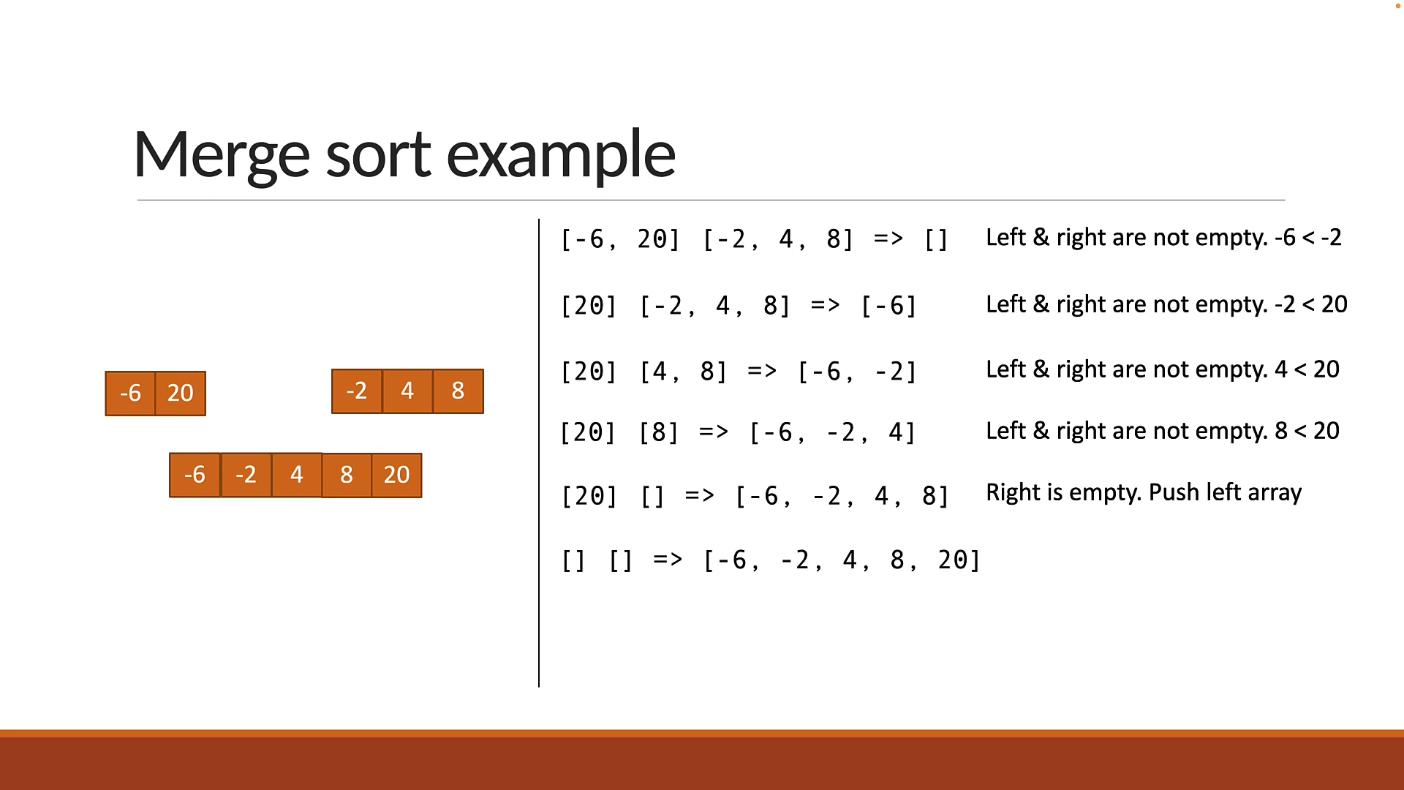 Merge sort example
-6 20
-2 4 8
-6 -2 4 8 20
[-6, 20] [-2, 4, 8] => [] Left & right are not empty. -6 < -2
[20] [-2, 4, 8] => [-6] Left & right are not empty. -2 < 20
[20] [4, 8] => [-6, -2] Left & right are not empty. 4 < 20
[20] [8] => [-6, -2, 4] Left & right are not empty. 8 < 20
[20] [] => [-6, -2, 4, 8] Right is empty. Push left array
[] [] => [-6, -2, 4, 8, 20]